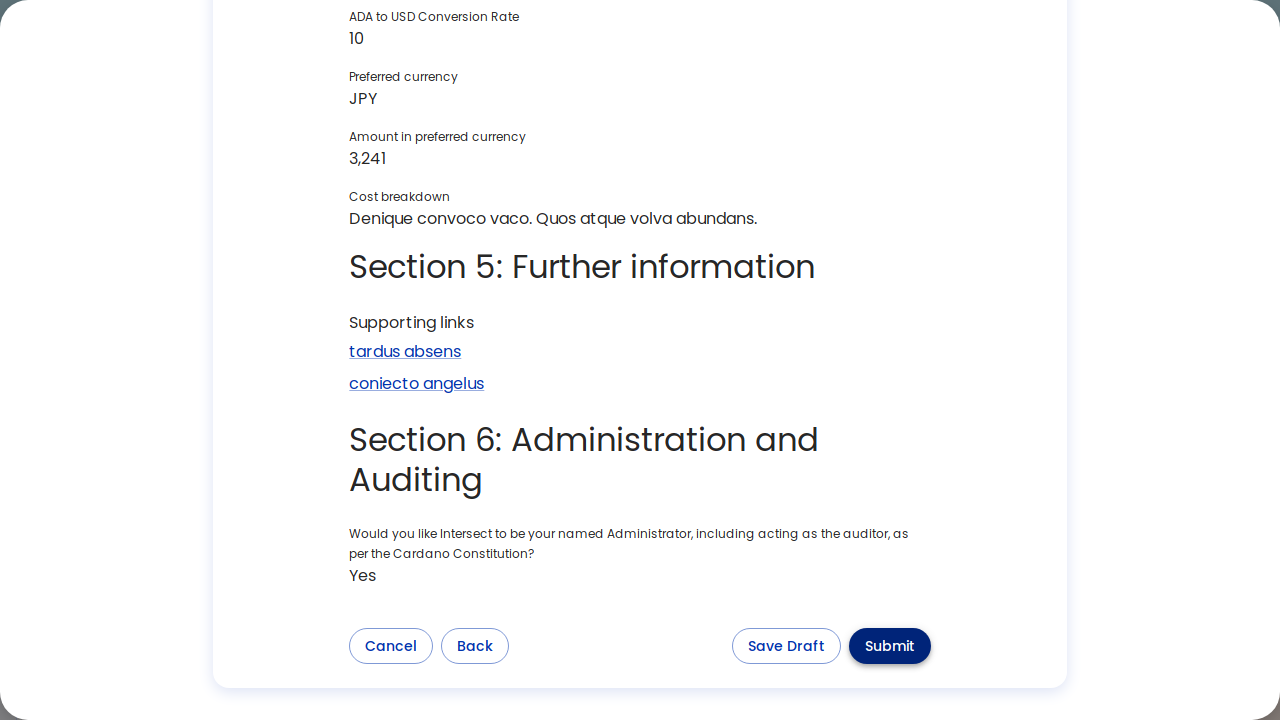 ADA to USD Conversion Rate
10
Preferred currency
JPY
Amount in preferred currency
3,241
Cost breakdown
Denique convoco vaco. Quos atque volva abundans.
Section 5: Further information
Supporting links
tardus absens
coniecto angelus
Section 6: Administration and
Auditing
Would you like Intersect to be your named Administrator, including acting as the auditor, as
per the Cardano Constitution?
Yes
Cancel Back Save Draft Submit